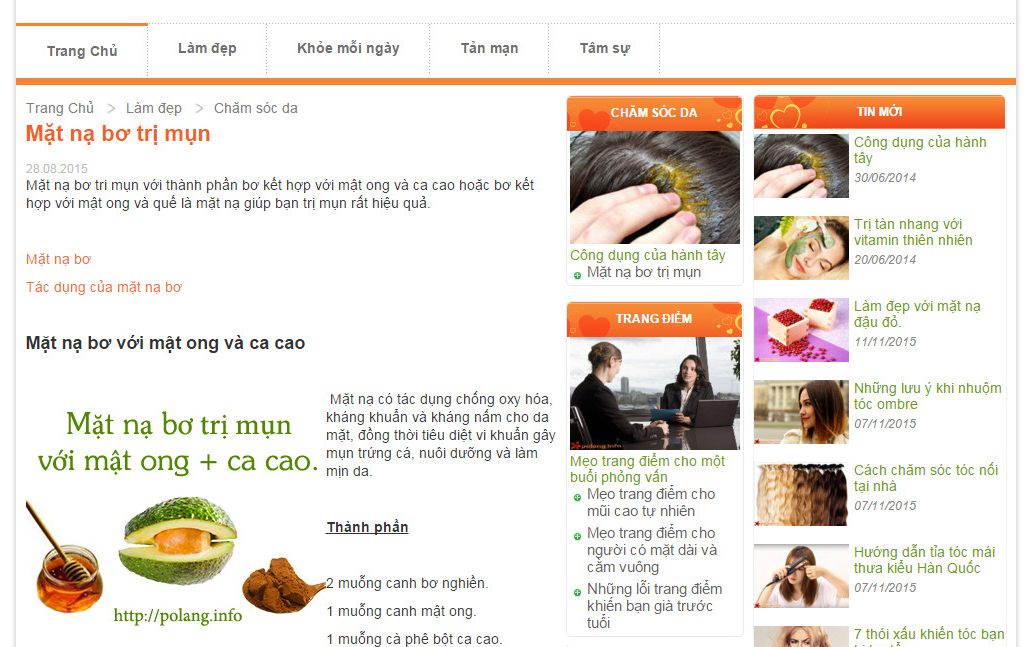 Trang Chủ
Làm đẹp
Khỏe mỗi ngày
Tản mạn
Tâm sự
Trang Chủ > Làm đẹp > Chăm sóc da
Mặt nạ bơ trị mụn
28.08.2015
Mặt nạ bơ trị mụn với thành phần bơ kết hợp với mật ong và ca cao hoặc bơ kết
hợp với mật ong và quế là mặt nạ giúp bạn trị mụn rất hiệu quả.
Mặt nạ bơ
Tác dụng của mặt nạ bơ
Mặt nạ bơ với mật ong và ca cao
Mặt nạ bơ trị mụn
với mật ong + ca cao.
http://polang.info
Mặt nạ có tác dụng chống oxy hóa,
kháng khuẩn và kháng nấm cho da
mặt, đồng thời tiêu diệt vi khuẩn gây
mụn trứng cá, nuôi dưỡng và làm
mịn da.
Thành phần
2 muỗng canh bơ nghiền.
1 muỗng canh mật ong.
1 muỗng cà phê bột ca cao.
CHĂM SÓC DA
Công dụng của hành tây
Mặt nạ bơ trị mụn
TRANG ĐIỂM
polang.info
Mẹo trang điểm cho một
buổi phỏng vấn
Mẹo trang điểm cho
mũi cao tự nhiên
Mẹo trang điểm cho
người có mặt dài và
cằm vuông
Những lỗi trang điểm
khiến bạn già trước
tuổi
TIN MỚI
Công dụng của hành
tây
30/06/2014
Trị tàn nhang với
vitamin thiên nhiên
20/06/2014
Làm đẹp với mặt nạ
đậu đỏ.
11/11/2015
Những lưu ý khi nhuộm
tóc ombre
07/11/2015
Cách chăm sóc tóc nối
tại nhà
07/11/2015
Hướng dẫn tỉa tóc mái
thưa kiểu Hàn Quốc
07/11/2015
7 thói xấu khiến tóc bạn